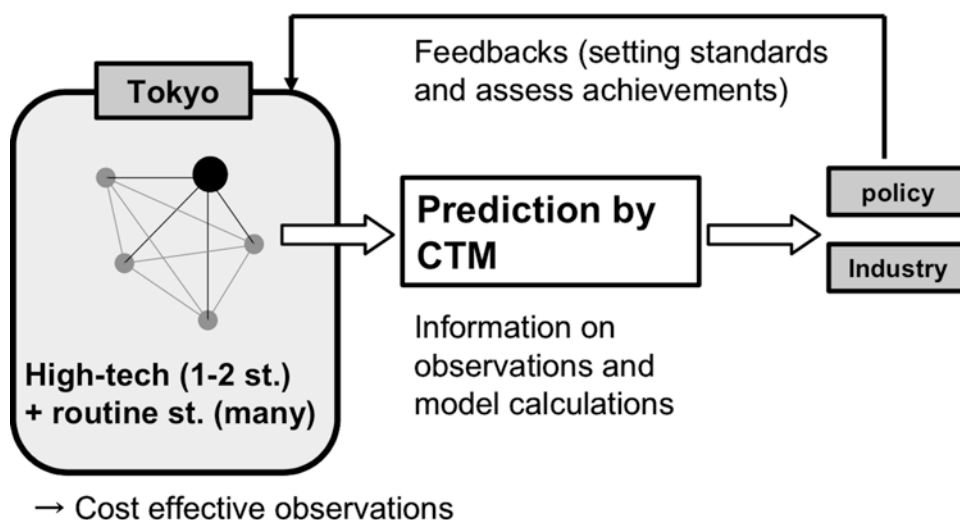 Feedbacks (setting standards
and assess achievements)
Tokyo
policy
Prediction by
CTM
Industry
Information on
observations and
model calculations
High-tech (1-2 st.)
+ routine st. (many)
→ Cost effective observations